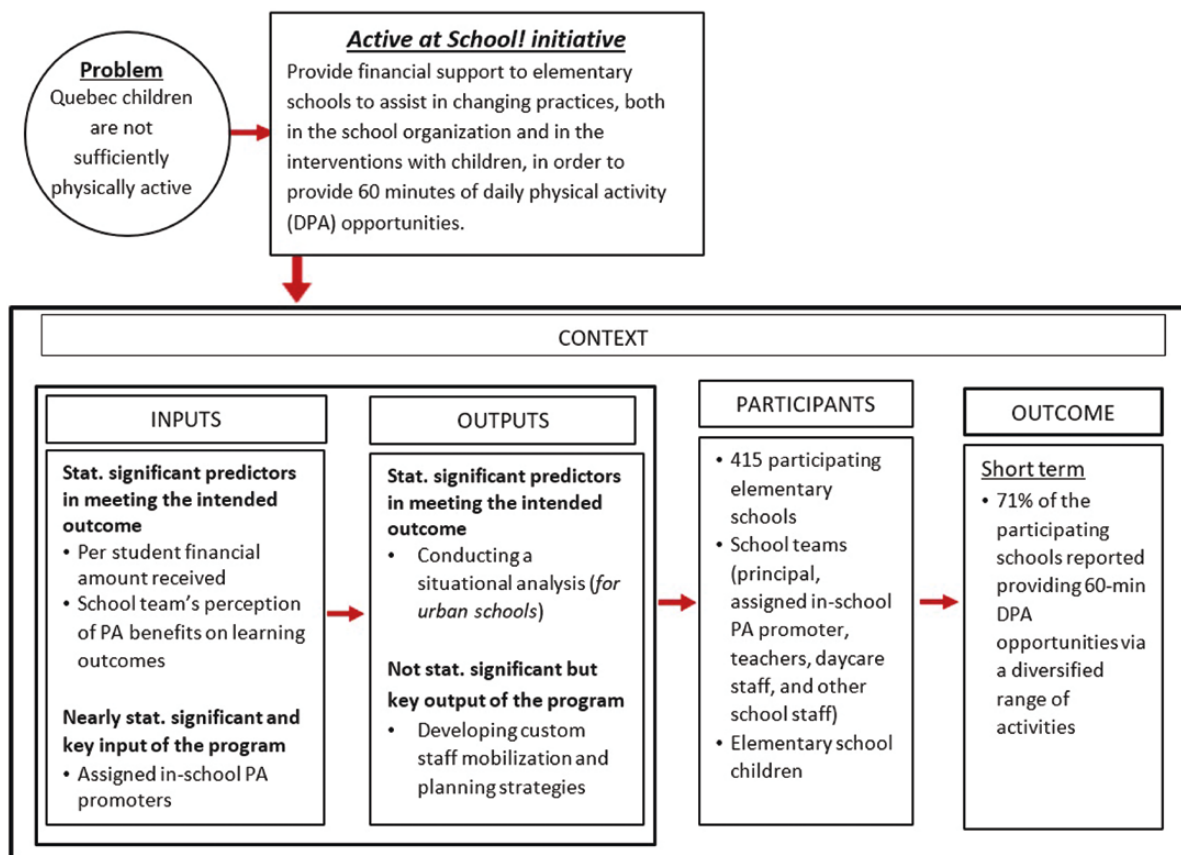 Problem
Quebec children
are not
sufficiently
physically active
Active at School! initiative
Provide financial support to elementary
schools to assist in changing practices, both
in the school organization and in the
interventions with children, in order to
provide 60 minutes of daily physical activity
(DPA) opportunities.
CONTEXT
INPUTS
Stat. significant predictors
in meeting the intended
outcome
• Per student financial
amount received
• School team's perception
of PA benefits on learning
outcomes
Nearly stat. significant and
key input of the program
• Assigned in-school PA
promoters
OUTPUTS
Stat. significant predictors
in meeting the intended
outcome
• Conducting a
situational analysis (for
urban schools)
Not stat. significant but
key output of the program
• Developing custom
staff mobilization and
planning strategies
PARTICIPANTS
• 415 participating
elementary
schools
• School teams
(principal,
assigned in-school
PA promoter,
teachers, daycare
staff, and other
school staff)
• Elementary school
children
OUTCOME
Short term
• 71% of the
participating
schools reported
providing 60-min
DPA
opportunities via
a diversified
range of
activities